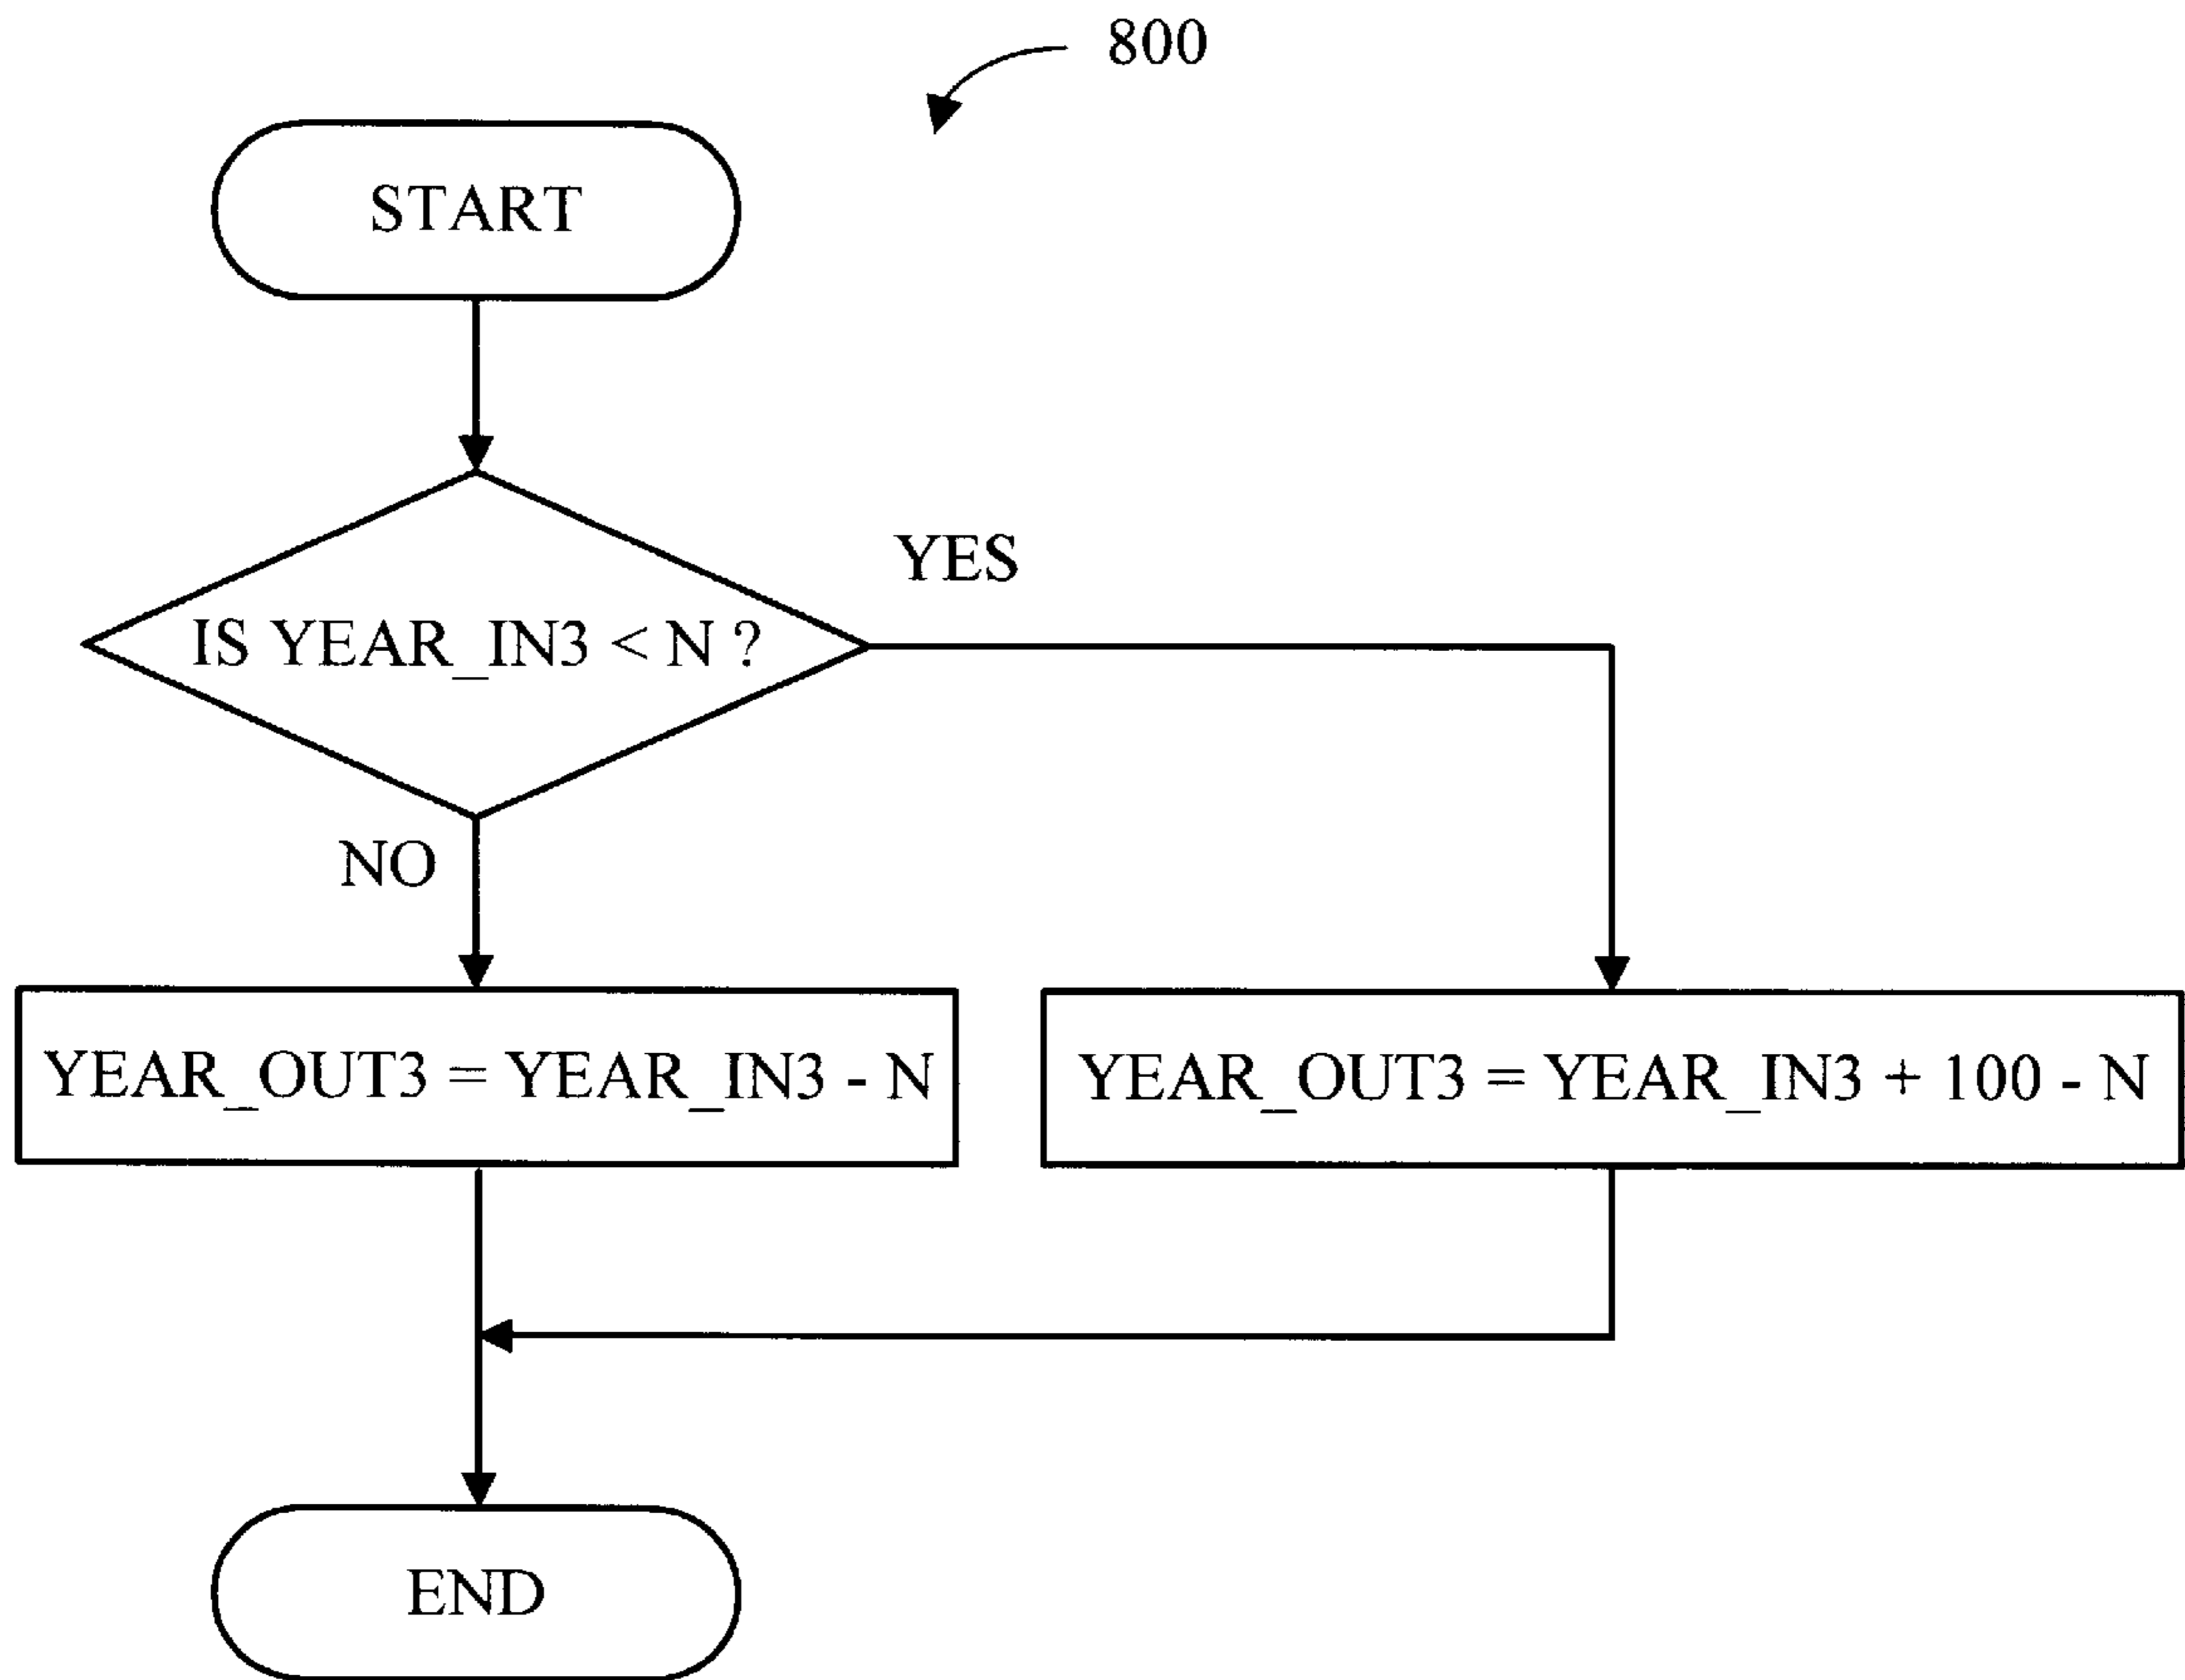 800
START
YES
IS YEAR_IN3 < N ?
NO
YEAR_OUT3 = YEAR_IN3 - N
YEAR_OUT3 = YEAR_IN3 + 100 - N
END